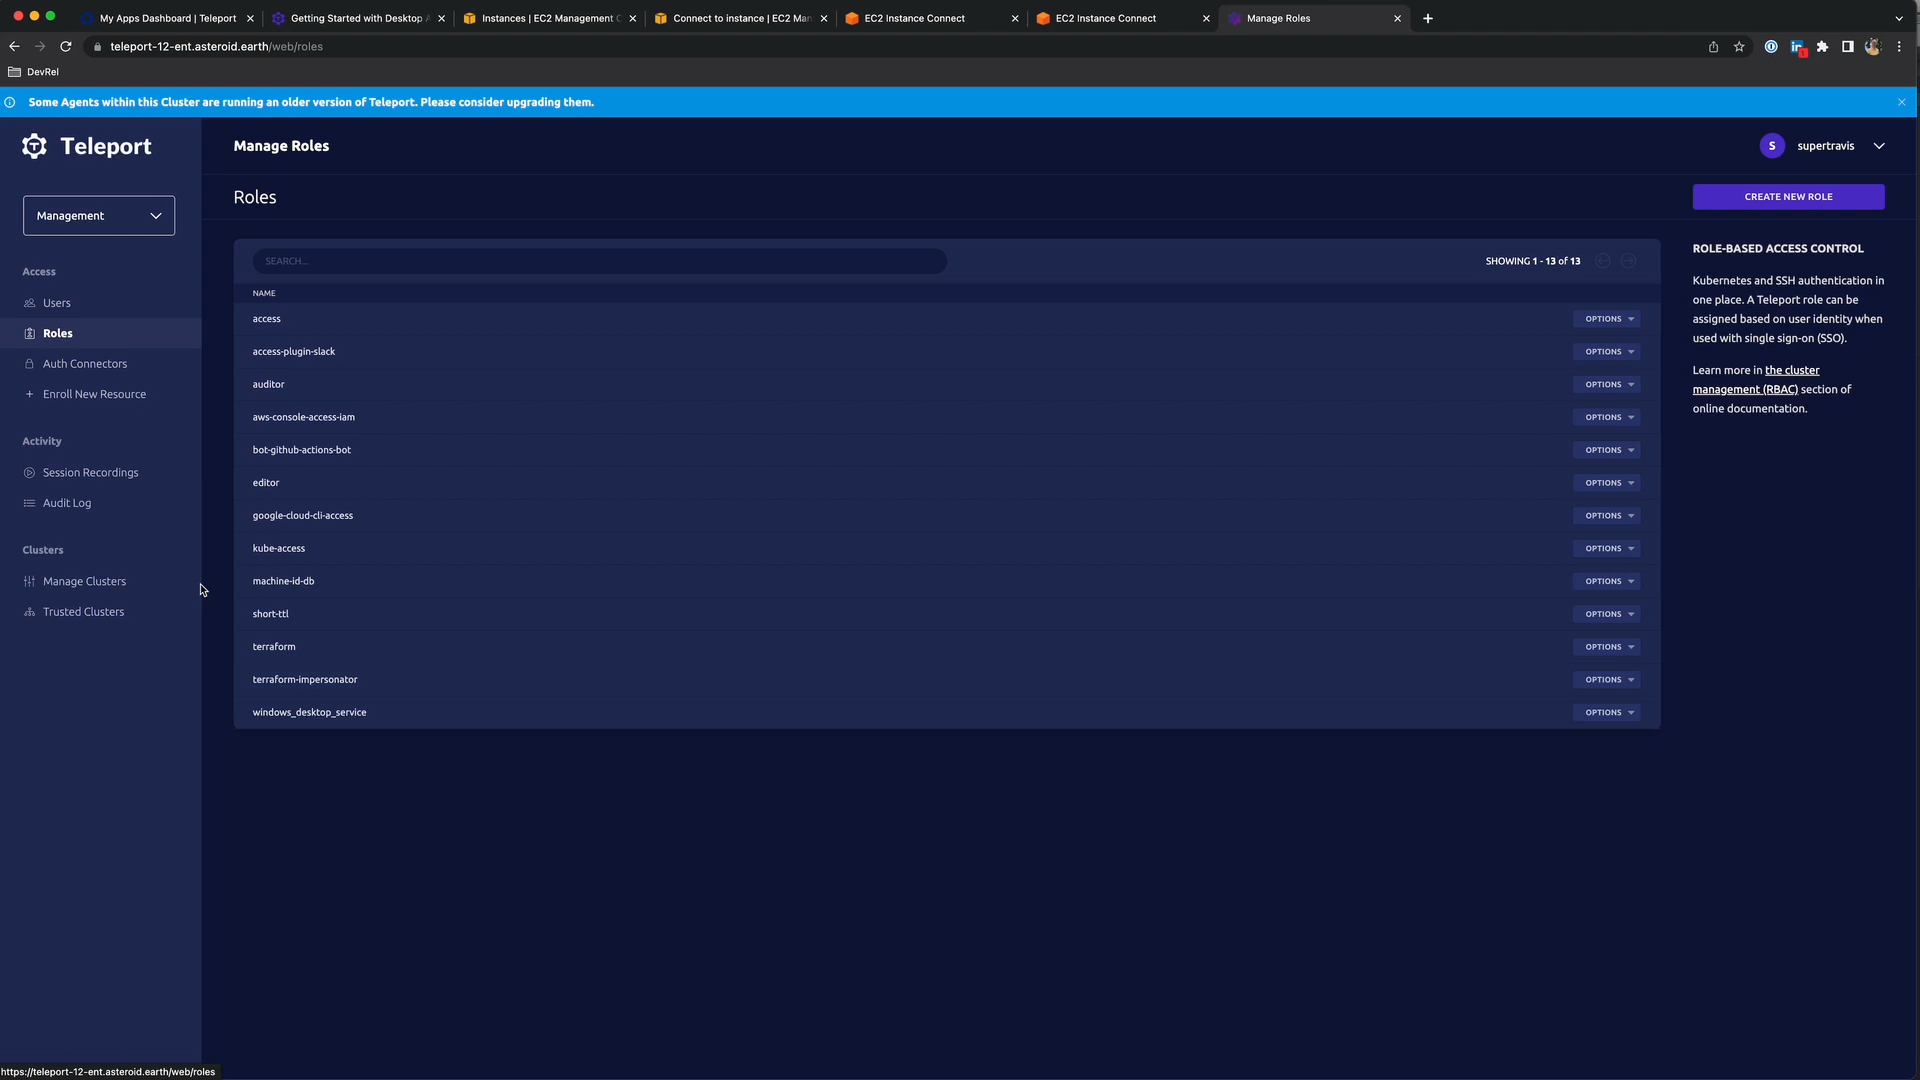 My Apps Dashboard | Teleport
Getting Started with Desktop A
Instances | EC2 Management C
Connect to instance | EC2 Man
EC2 Instance Connect
EC2 Instance Connect
Manage Roles
teleport-12-ent.asteroid.earth/web/roles
DevRel
Some Agents within this Cluster are running an older version of Teleport. Please consider upgrading them.
Teleport
Manage Roles
S supertravis
Management
Roles
CREATE NEW ROLE
Access
Users
Roles
Auth Connectors
Enroll New Resource
Activity
Session Recordings
Audit Log
Clusters
Manage Clusters
Trusted Clusters
SEARCH...
SHOWING 1 - 13 of 13
NAME
access OPTIONS
access-plugin-slack OPTIONS
auditor OPTIONS
aws-console-access-iam OPTIONS
bot-github-actions-bot OPTIONS
editor OPTIONS
google-cloud-cli-access OPTIONS
kube-access OPTIONS
machine-id-db OPTIONS
short-ttl OPTIONS
terraform OPTIONS
terraform-impersonator OPTIONS
windows_desktop_service OPTIONS
ROLE-BASED ACCESS CONTROL
Kubernetes and SSH authentication in
one place. A Teleport role can be
assigned based on user identity when
used with single sign-on (SSO).
Learn more in the cluster
management (RBAC) section of
online documentation.
https://teleport-12-ent.asteroid.earth/web/roles